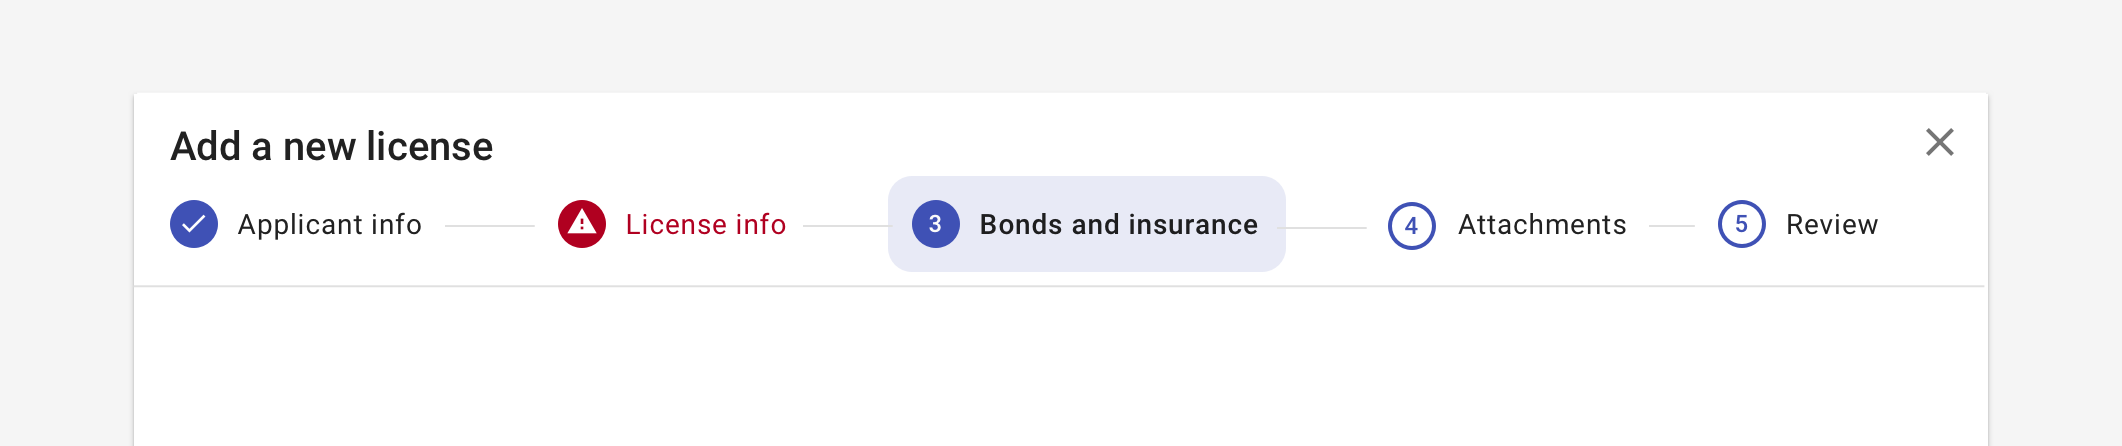 Add a new license
Applicant info License info 3 Bonds and insurance 4 Attachments 5 Review